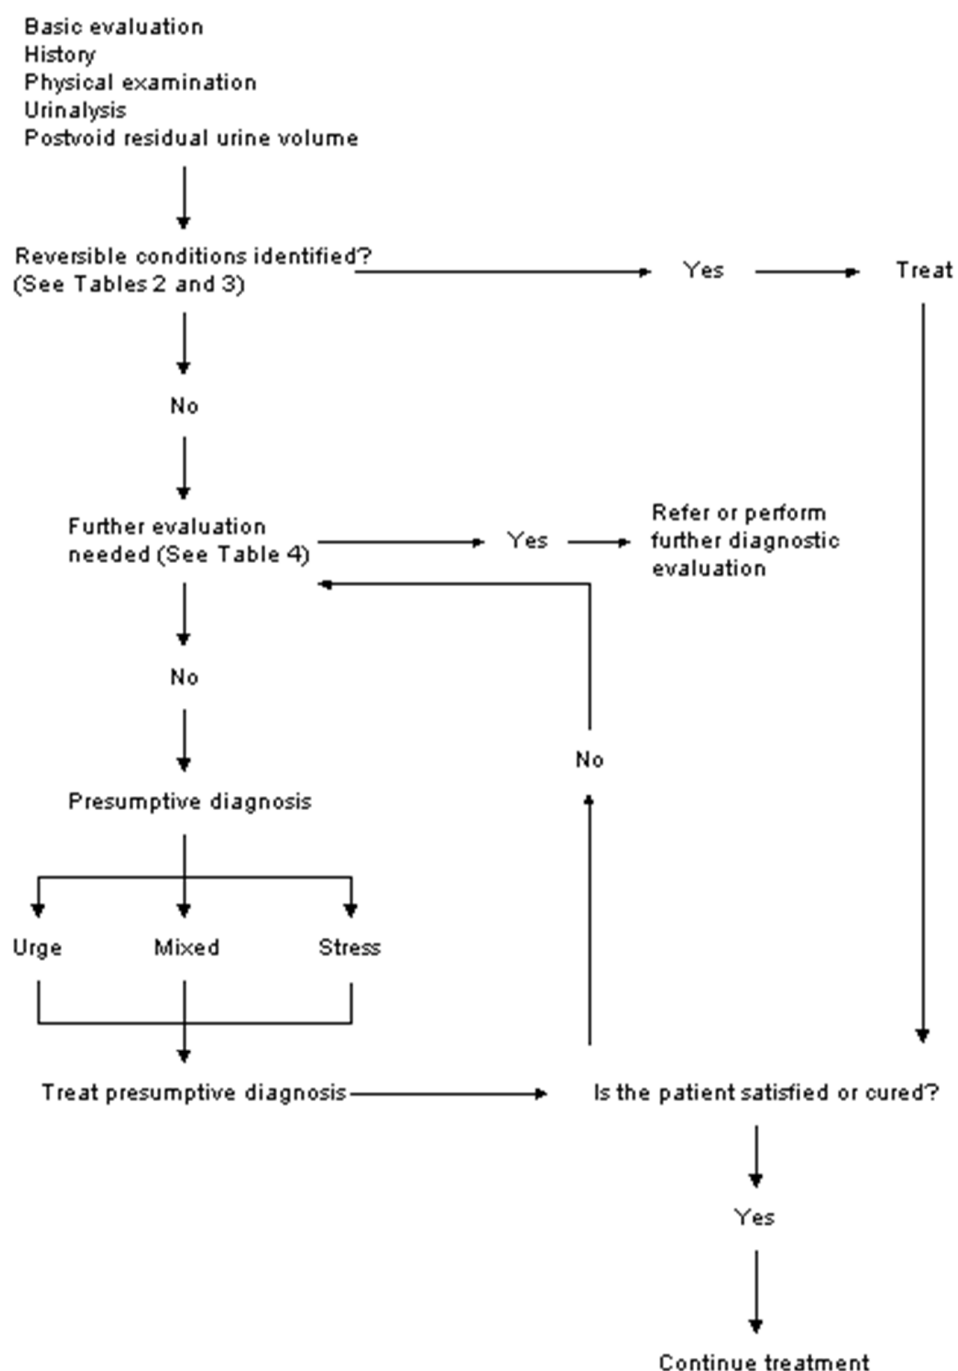 Basic evaluation
History
Physical examination
Urinalysis
Postvoid residual urine volume
Reversible conditions identified?
(See Tables 2 and 3)
Yes
Treat
No
Further evaluation
needed (See Table 4)
Yes
Refer or perform
further diagnostic
evaluation
No
No
Presumptive diagnosis
Urge
Mixed
Stress
Treat presumptive diagnosis
Is the patient satisfied or cured?
Yes
Continue treatment